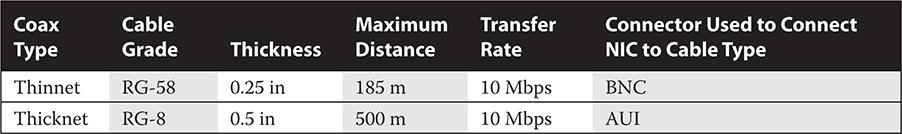 Coax Type Cable Grade Thickness Maximum Distance Transfer Rate Connector Used to Connect NIC to Cable Type
Thinnet RG-58 0.25 in 185 m 10 Mbps BNC
Thicknet RG-8 0.5 in 500 m 10 Mbps AUI